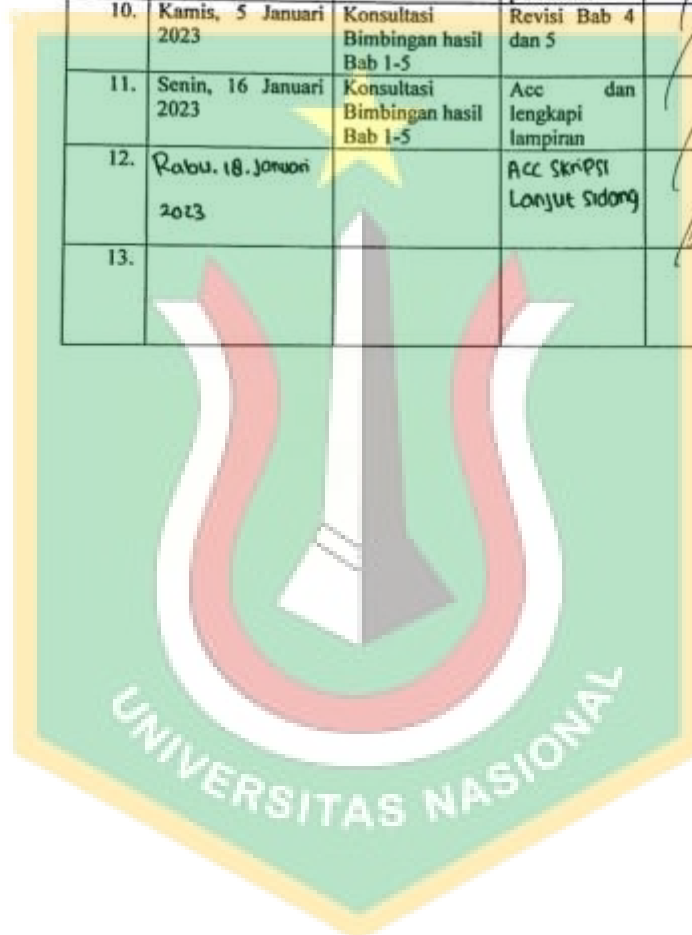 10. Kamis, 5 Januari Konsultasi Revisi Bab 4
2023 Bimbingan hasil dan 5
Bab 1-5
11. Senin, 16 Januari Konsultasi Acc dan
2023 Bimbingan hasil lengkapi
Bab 1-5 lampiran
12. Rabu. 18. Januari ACC Skripsi
2023 Lanjut Sidang
13.
UNIVERSITAS NASIONAL